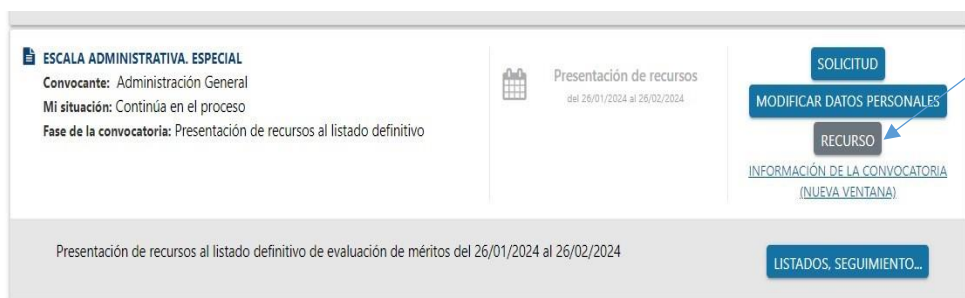 ESCALA ADMINISTRATIVA. ESPECIAL
Convocante: Administración General
Mi situación: Continúa en el proceso
Fase de la convocatoria: Presentación de recursos al listado definitivo
Presentación de recursos
del 26/01/2024 al 26/02/2024
SOLICITUD
MODIFICAR DATOS PERSONALES
RECURSO
INFORMACIÓN DE LA CONVOCATORIA
(NUEVA VENTANA)
Presentación de recursos al listado definitivo de evaluación de méritos del 26/01/2024 al 26/02/2024
LISTADOS, SEGUIMIENTO...